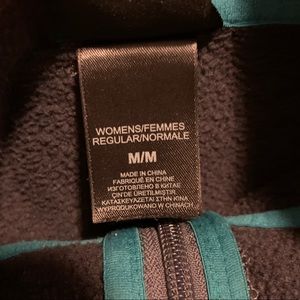 WOMENS/FEMMES
REGULAR/NORMALE
M/M
MADE IN CHINA
FABRIQUÉ EN CHINE
ИЗГОТОВЛЕНО В КИТАЕ
ÇIN'DE ÜRETILMIŞTIR
ΚΑΤΑΣΚΕΥΑΖΕΤΑΙ ΣΤΗΝ ΚΙΝΑ
WYPRODUKOWANO W CHINACH